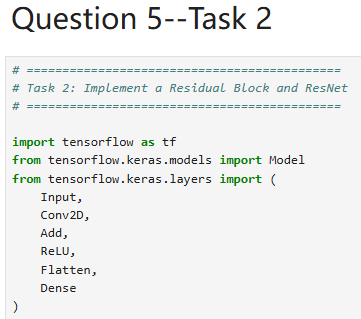 Question 5--Task 2
# ============================================
# Task 2: Implement a Residual Block and ResNet
# ============================================
import tensorflow as tf
from tensorflow.keras.models import Model
from tensorflow.keras.layers import (
    Input,
    Conv2D,
    Add,
    ReLU,
    Flatten,
    Dense
)